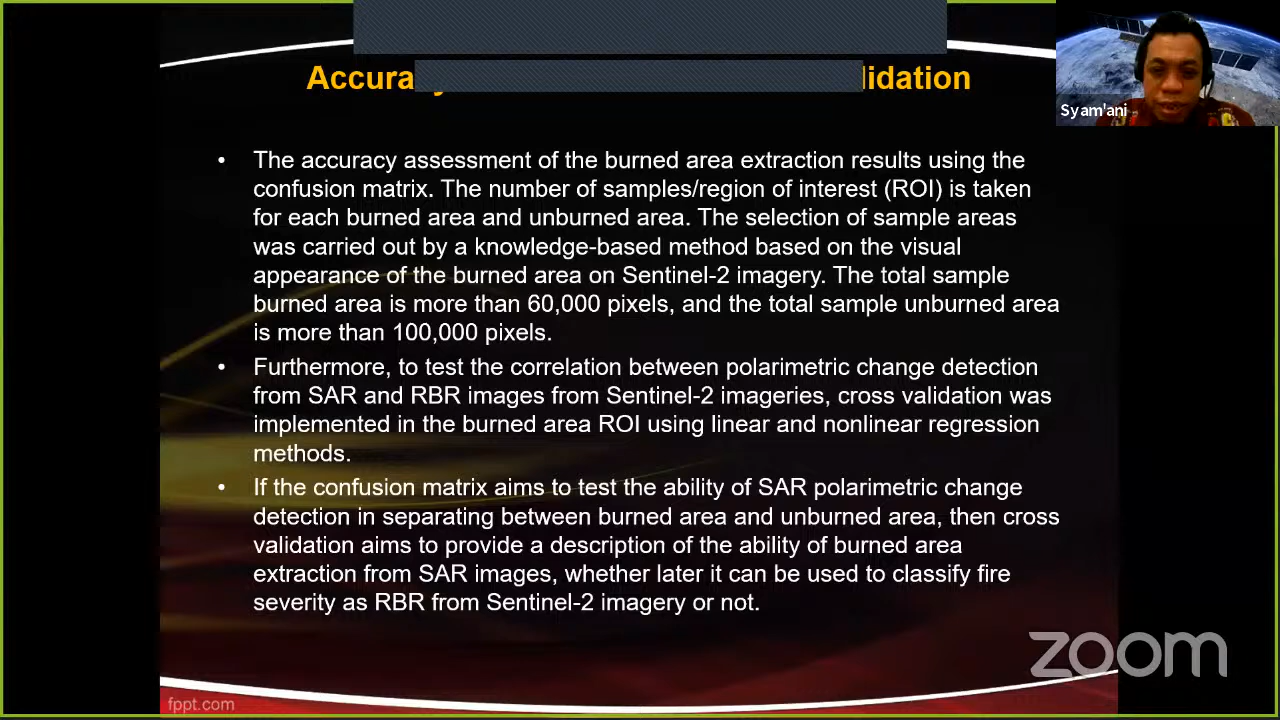 Accuracy lidation
Syam'ani
• The accuracy assessment of the burned area extraction results using the
confusion matrix. The number of samples/region of interest (ROI) is taken
for each burned area and unburned area. The selection of sample areas
was carried out by a knowledge-based method based on the visual
appearance of the burned area on Sentinel-2 imagery. The total sample
burned area is more than 60,000 pixels, and the total sample unburned area
is more than 100,000 pixels.
• Furthermore, to test the correlation between polarimetric change detection
from SAR and RBR images from Sentinel-2 imageries, cross validation was
implemented in the burned area ROI using linear and nonlinear regression
methods.
• If the confusion matrix aims to test the ability of SAR polarimetric change
detection in separating between burned area and unburned area, then cross
validation aims to provide a description of the ability of burned area
extraction from SAR images, whether later it can be used to classify fire
severity as RBR from Sentinel-2 imagery or not.
zoom
fppt.com